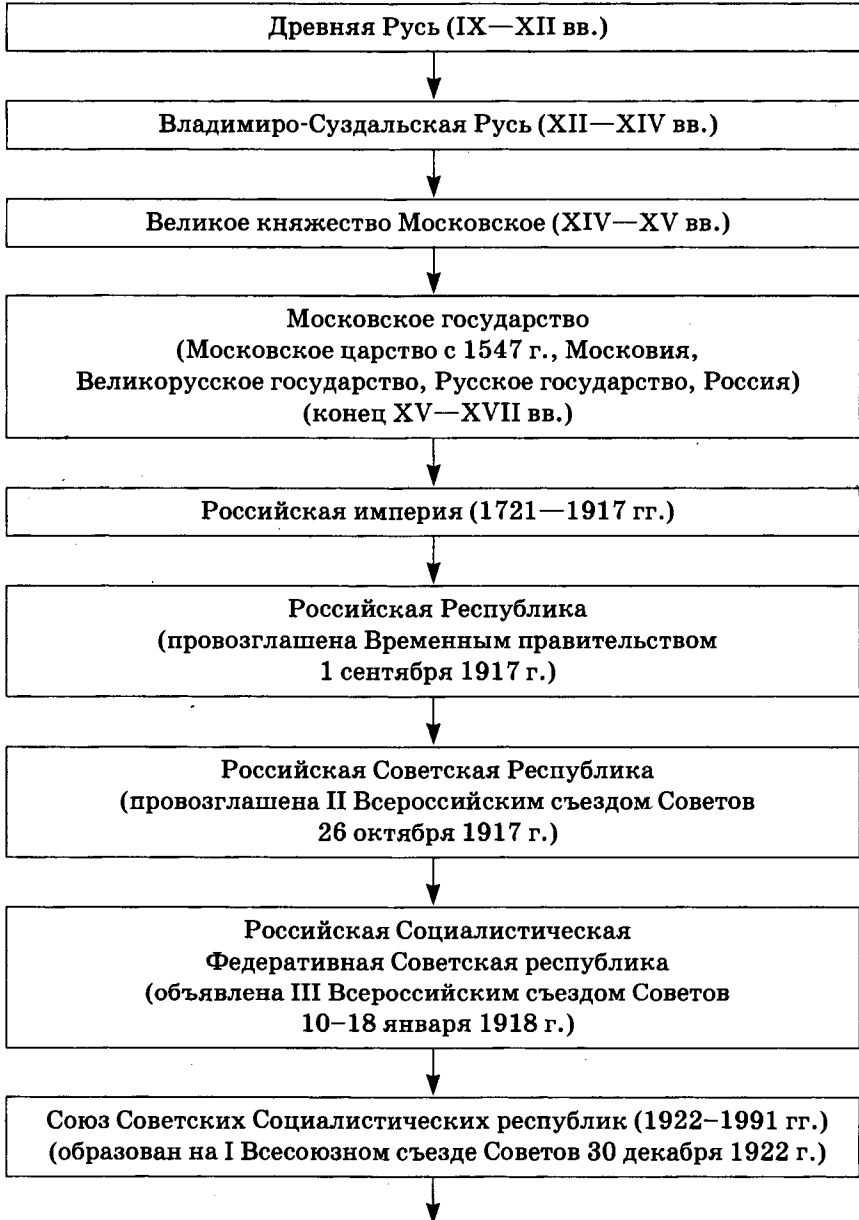 Древняя Русь (IX—XII вв.)
Владимиро-Суздальская Русь (XII—XIV вв.)
Великое княжество Московское (XIV—XV вв.)
Московское государство
(Московское царство с 1547 г., Московия,
Великорусское государство, Русское государство, Россия)
(конец XV—XVII вв.)
Российская империя (1721—1917 гг.)
Российская Республика
(провозглашена Временным правительством
1 сентября 1917 г.)
Российская Советская Республика
(провозглашена II Всероссийским съездом Советов
26 октября 1917 г.)
Российская Социалистическая
Федеративная Советская республика
(объявлена III Всероссийским съездом Советов
10–18 января 1918 г.)
Союз Советских Социалистических республик (1922–1991 гг.)
(образован на I Всесоюзном съезде Советов 30 декабря 1922 г.)